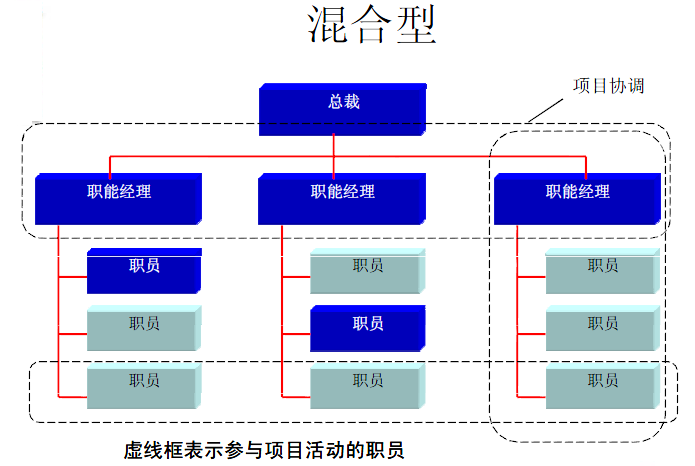 混合型
项目协调
总裁
职能经理 职能经理 职能经理
职员 职员 职员
职员 职员 职员
职员 职员 职员
虚线框表示参与项目活动的职员